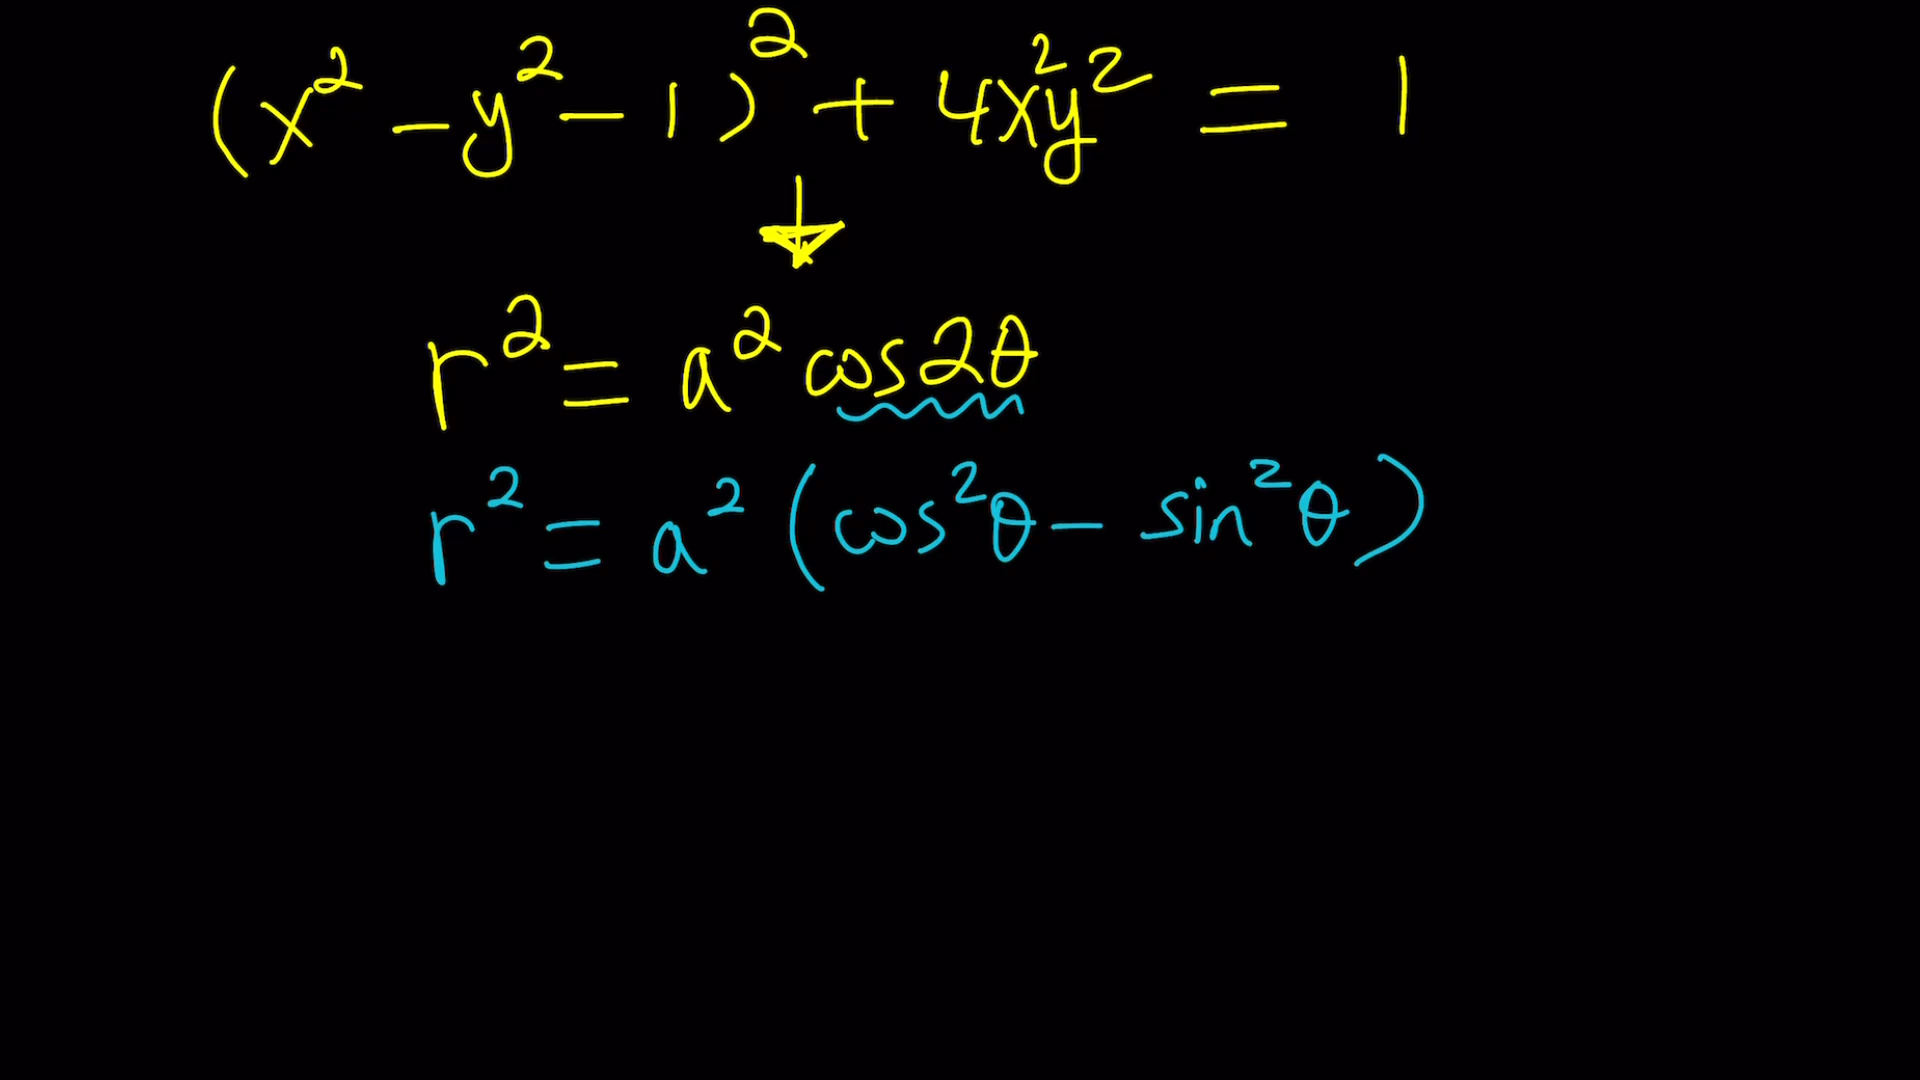 (x² - y² - 1)² + 4x²y² = 1
r² = a² cos2θ
r² = a² (cos²θ - sin²θ)